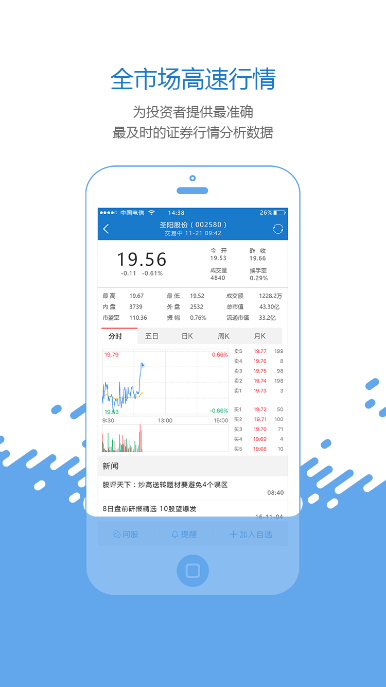 全市场高速行情
为投资者提供最准确
最及时的证券行情分析数据
中国电信 14:38 26%
圣阳股份（002580）
交易中 11-21 09:42
19.56
-0.11 -0.61%
今 开 昨 收
19.53 19.66
成交量 换手率
4840 0.29%
最 高 19.67 最 低 19.52 成交额 1228.2万
内 盘 3739 外 盘 2532 总市值 43.30亿
市盈率 110.36 振 幅 0.76% 流通市值 33.2亿
分时 五日 日K 周K 月K
19.79 0.66%
19.43 -0.66%
9:30 13:00 15:00
卖5 19.77 199
卖4 19.76 8
卖3 19.75 98
卖2 19.74 198
卖1 19.73 3
买1 19.72 50
买2 19.71 100
买3 19.70 71
买4 19.69 4
买5 19.68 10
新闻
股评天下：炒高送转题材要避免4个误区
08:40
8日盘前研报精选 10股望爆发
16-11-04
问股 提醒 加入自选